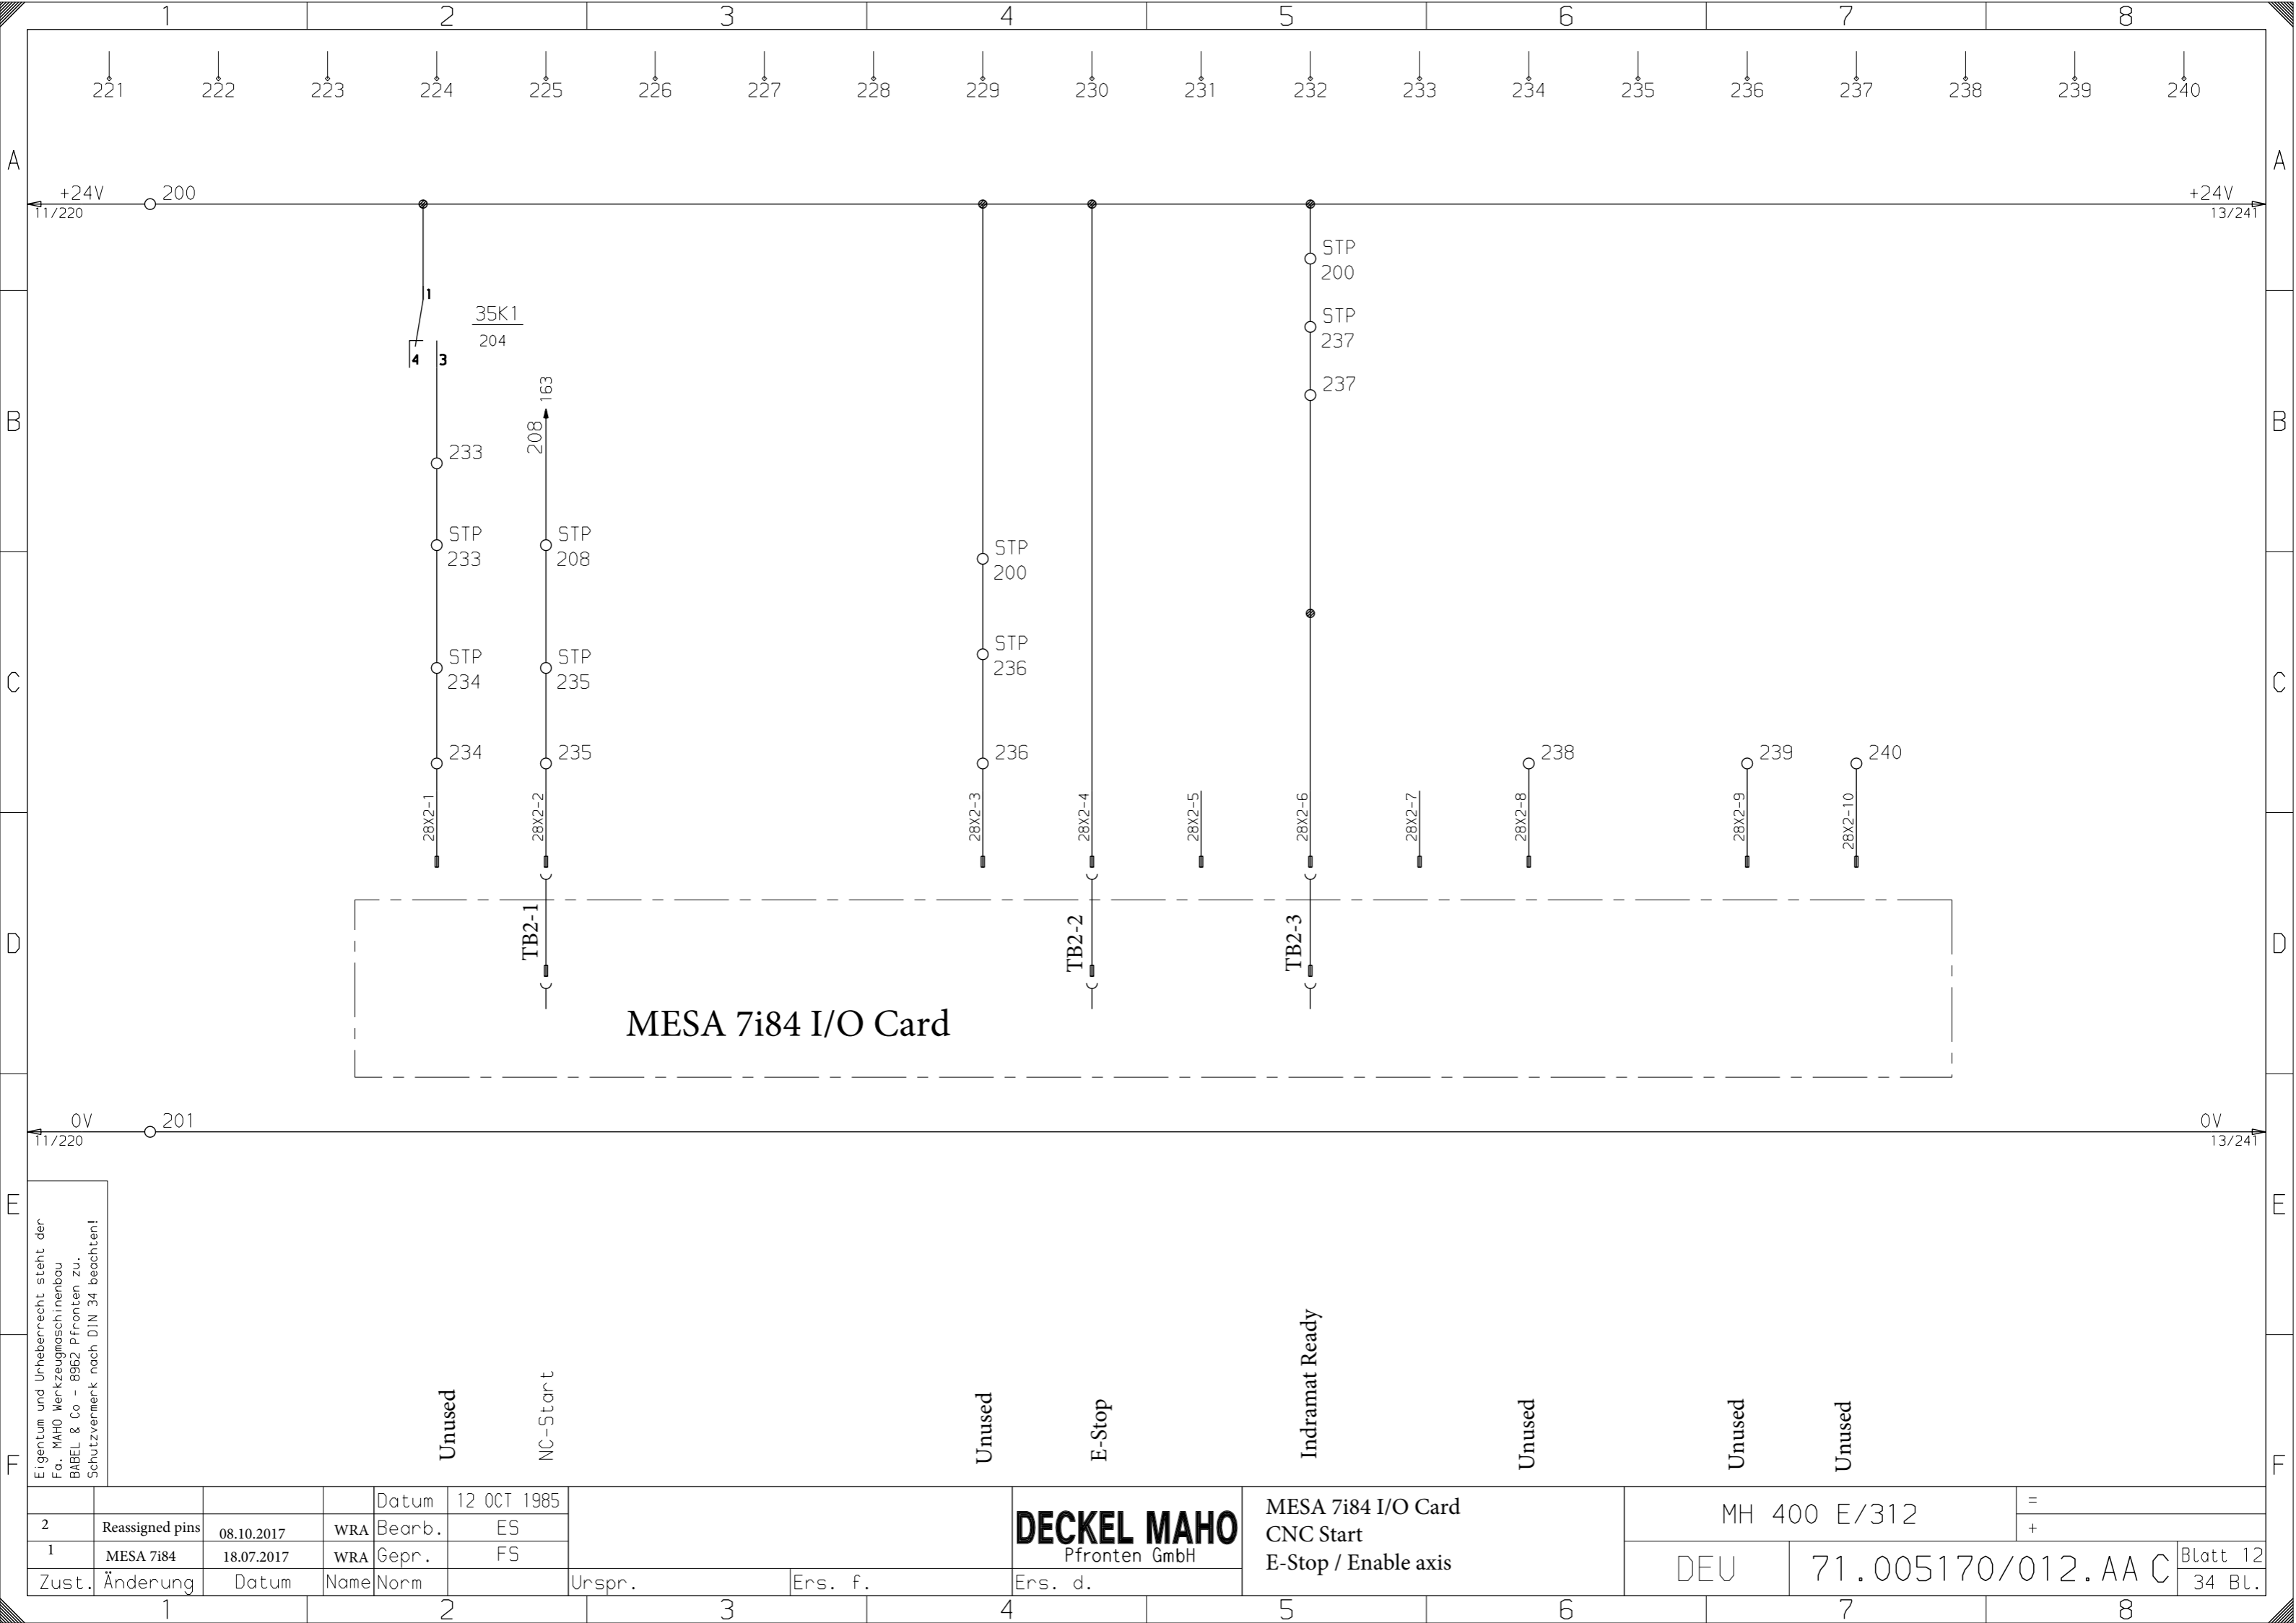 1 2 3 4 5 6 7 8
221 222 223 224 225 226 227 228 229 230 231 232 233 234 235 236 237 238 239 240
A A
+24V 200 +24V
11/220 13/241
STP
200
1
35K1
204
STP
237
4 3
237
163
208
B B
233
STP
233
STP
208
STP
200
STP
234
STP
235
STP
236
C C
234 235 236 238 239 240
28X2-1 28X2-2 28X2-3 28X2-4 28X2-5 28X2-6 28X2-7 28X2-8 28X2-9 28X2-10
D D
TB2-1 TB2-2 TB2-3
MESA 7i84 I/O Card
0V 201 0V
11/220 13/241
E E
Eigentum und Urheberrecht steht der
Fa. MAHO Werkzeugmaschinenbau
BABEL & Co - 8962 Pfronten zu.
Schutzvermerk nach DIN 34 beachten!
Unused NC-Start Unused E-Stop Indramat Ready Unused Unused Unused
F F
Datum 12 OCT 1985
2 Reassigned pins 08.10.2017 WRA Bearb. ES
1 MESA 7i84 18.07.2017 WRA Gepr. FS
Zust. Änderung Datum Name Norm Urspr. Ers. f. Ers. d.
DECKEL MAHO
Pfronten GmbH
MESA 7i84 I/O Card
CNC Start
E-Stop / Enable axis
MH 400 E/312
=
+
DEU 71.005170/012.AA C
Blatt 12
34 Bl.
1 2 3 4 5 6 7 8